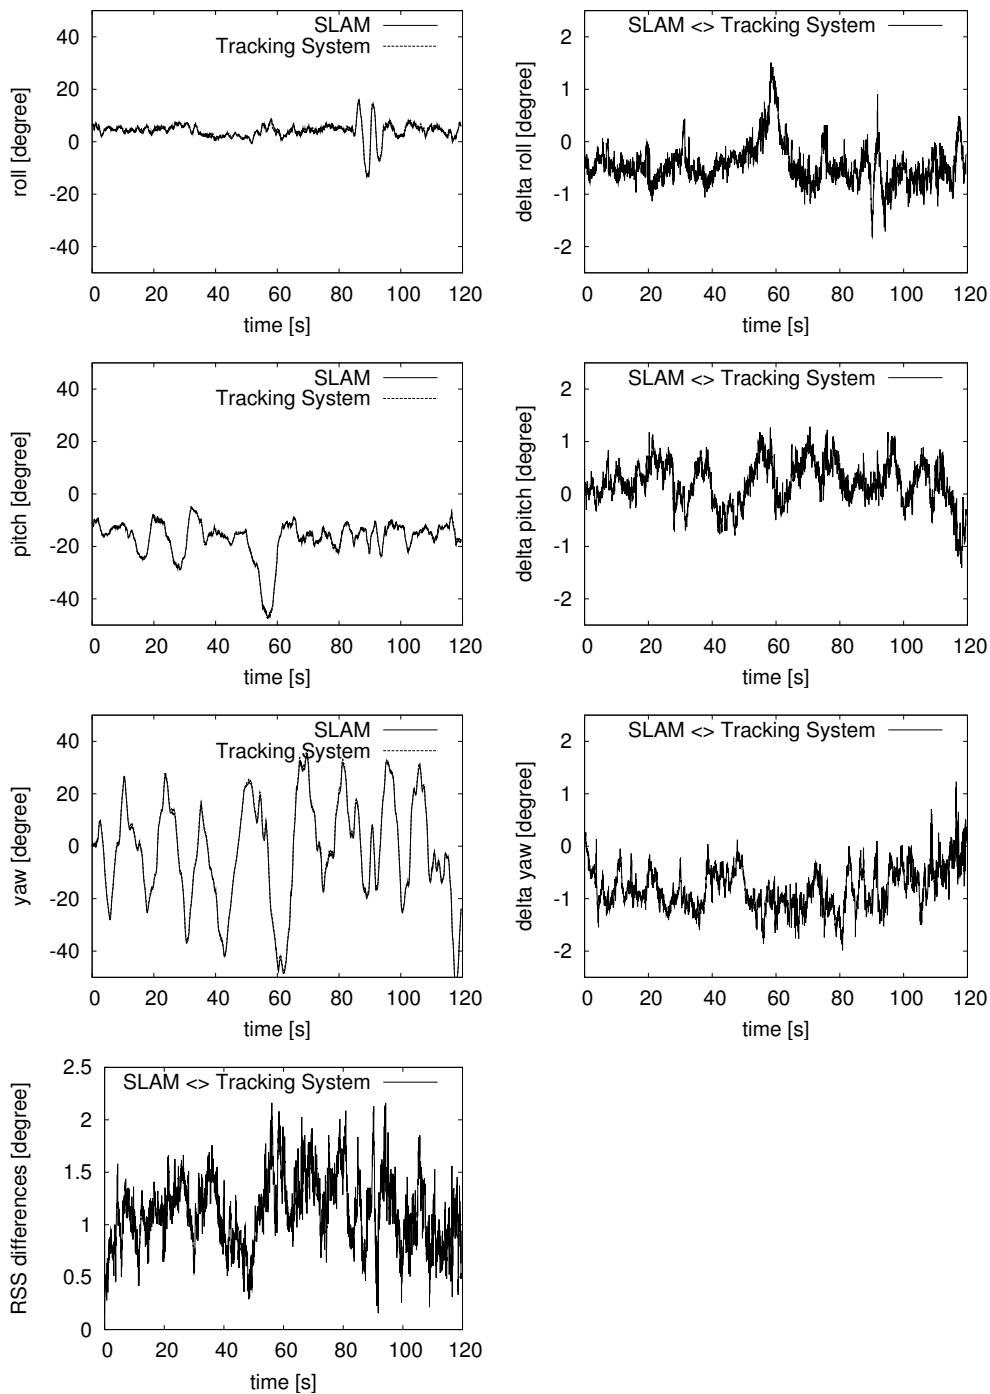 SLAM
Tracking System
roll [degree]
40
20
0
-20
-40
0 20 40 60 80 100 120
time [s]
SLAM <> Tracking System
delta roll [degree]
2
1
0
-1
-2
0 20 40 60 80 100 120
time [s]
SLAM
Tracking System
pitch [degree]
40
20
0
-20
-40
0 20 40 60 80 100 120
time [s]
SLAM <> Tracking System
delta pitch [degree]
2
1
0
-1
-2
0 20 40 60 80 100 120
time [s]
SLAM
Tracking System
yaw [degree]
40
20
0
-20
-40
0 20 40 60 80 100 120
time [s]
SLAM <> Tracking System
delta yaw [degree]
2
1
0
-1
-2
0 20 40 60 80 100 120
time [s]
SLAM <> Tracking System
RSS differences [degree]
2.5
2
1.5
1
0.5
0
0 20 40 60 80 100 120
time [s]